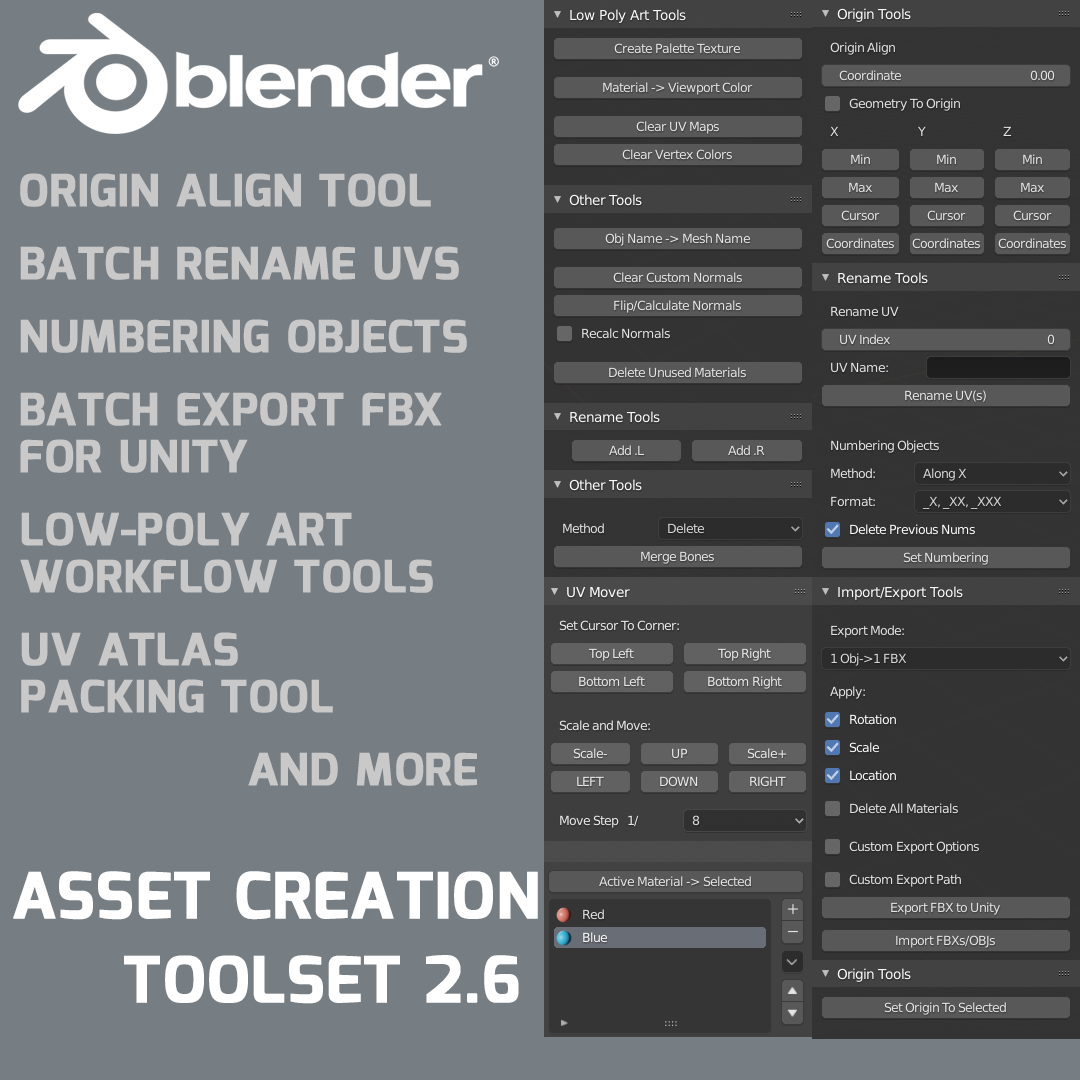 blender®
ORIGIN ALIGN TOOL
BATCH RENAME UVS
NUMBERING OBJECTS
BATCH EXPORT FBX
FOR UNITY
LOW-POLY ART
WORKFLOW TOOLS
UV ATLAS
PACKING TOOL
AND MORE
ASSET CREATION
TOOLSET 2.6
Low Poly Art Tools
Create Palette Texture
Material -> Viewport Color
Clear UV Maps
Clear Vertex Colors
Other Tools
Obj Name -> Mesh Name
Clear Custom Normals
Flip/Calculate Normals
Recalc Normals
Delete Unused Materials
Rename Tools
Add .L Add .R
Other Tools
Method Delete
Merge Bones
UV Mover
Set Cursor To Corner:
Top Left Top Right
Bottom Left Bottom Right
Scale and Move:
Scale- UP Scale+
LEFT DOWN RIGHT
Move Step 1/ 8
Active Material -> Selected
Red
Blue
Origin Tools
Origin Align
Coordinate 0.00
Geometry To Origin
X Y Z
Min Min Min
Max Max Max
Cursor Cursor Cursor
Coordinates Coordinates Coordinates
Rename Tools
Rename UV
UV Index 0
UV Name:
Rename UV(s)
Numbering Objects
Method: Along X
Format: _X, _XX, _XXX
Delete Previous Nums
Set Numbering
Import/Export Tools
Export Mode:
1 Obj->1 FBX
Apply:
Rotation
Scale
Location
Delete All Materials
Custom Export Options
Custom Export Path
Export FBX to Unity
Import FBXs/OBJs
Origin Tools
Set Origin To Selected